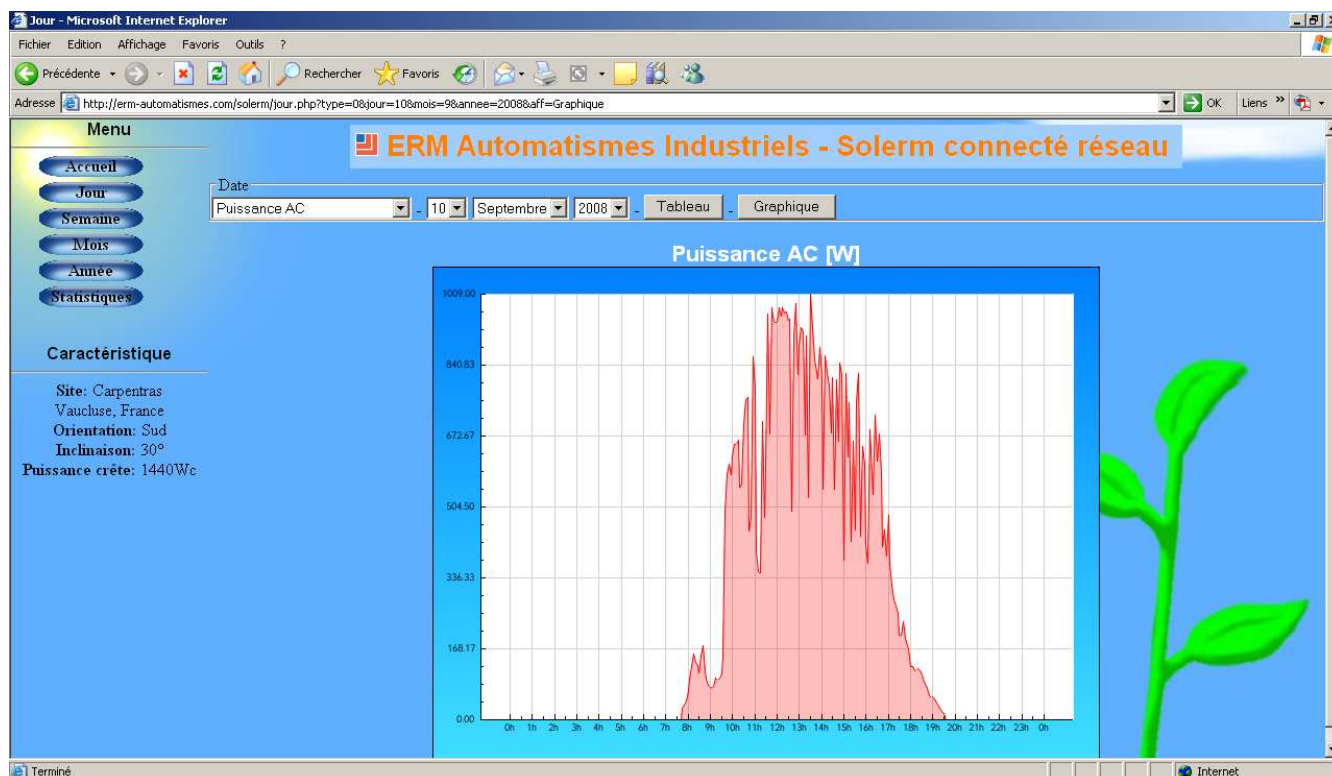 Jour - Microsoft Internet Explorer
Fichier Edition Affichage Favoris Outils ?
Précédente Rechercher Favoris
Adresse http://erm-automatismes.com/solerm/jour.php?type=0&jour=10&mois=9&annee=2008&aff=Graphique OK Liens »
Menu
Accueil
Jour
Semaine
Mois
Année
Statistiques
Caractéristique
Site: Carpentras
Vaucluse, France
Orientation: Sud
Inclinaison: 30°
Puissance crête: 1440Wc
ERM Automatismes Industriels - Solerm connecté réseau
Date
Puissance AC - 10 Septembre 2008 - Tableau - Graphique
Puissance AC [W]
1009.00
840.83
672.67
504.50
336.33
168.17
0.00
0h 1h 2h 3h 4h 5h 6h 7h 8h 9h 10h 11h 12h 13h 14h 15h 16h 17h 18h 19h 20h 21h 22h 23h 0h
Terminé Internet